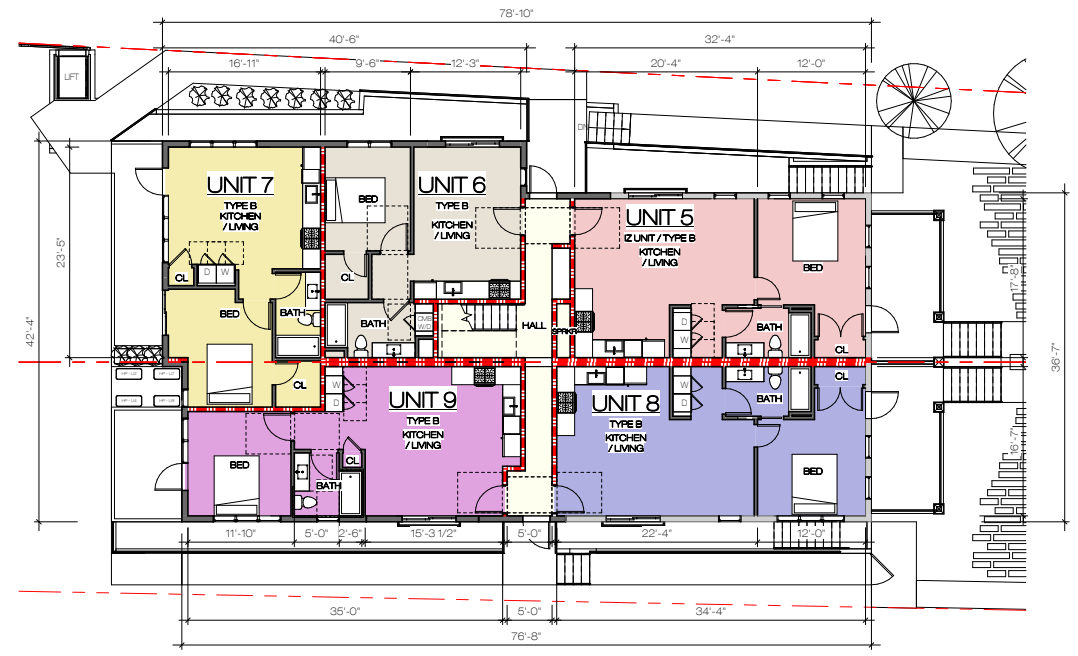 78'-10"
40'-6"
32'-4"
16'-11"
9'-6"
12'-3"
20'-4"
12'-0"
LIFT
DN
UNIT 7
TYPE B
KITCHEN
/ LIVING
BED
UNIT 6
TYPE B
KITCHEN
/ LIVING
UNIT 5
IZ UNIT / TYPE B
KITCHEN
/ LIVING
BED
23'-5"
42'-4"
17'-8"
36'-7"
16'-7"
CL
D
W
CL
BED
BATH
BATH
CMB
W/D
HALL
SPRKR
D
W
BATH
CL
CL
W
D
W
D
CL
BATH
UNIT 9
TYPE B
KITCHEN
/ LIVING
UNIT 8
TYPE B
KITCHEN
/ LIVING
BED
CL
BATH
BED
11'-10"
5'-0"
2'-6"
15'-3 1/2"
5'-0"
22'-4"
12'-0"
35'-0"
5'-0"
34'-4"
76'-8"